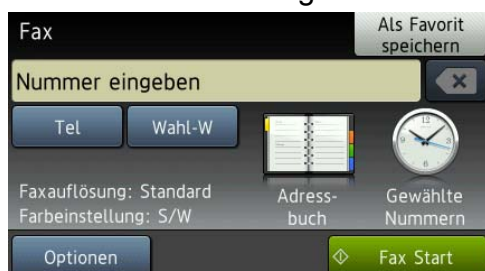 Fax
Als Favorit
speichern
Nummer eingeben
Tel
Wahl-W
Faxauflösung: Standard
Farbeinstellung: S/W
Adress-
buch
Gewählte
Nummern
Optionen
Fax Start